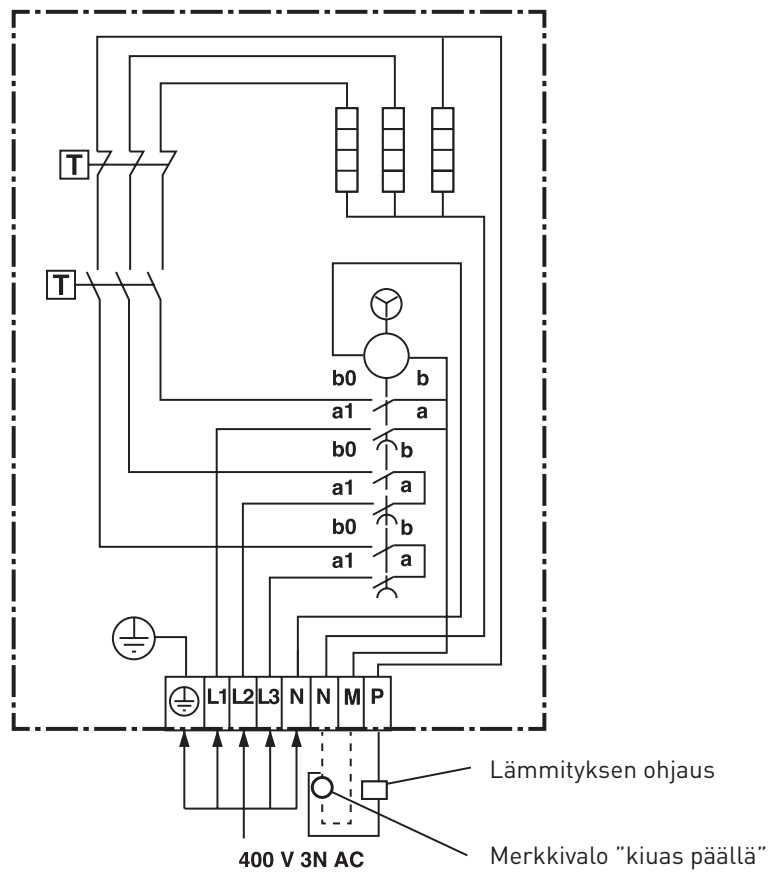 T
T
b0 b
a1 a
b0 b
a1 a
b0 b
a1 a
L1 L2 L3 N N M P
Lämmityksen ohjaus
Merkkivalo ”kiuas päällä”
400 V 3N AC